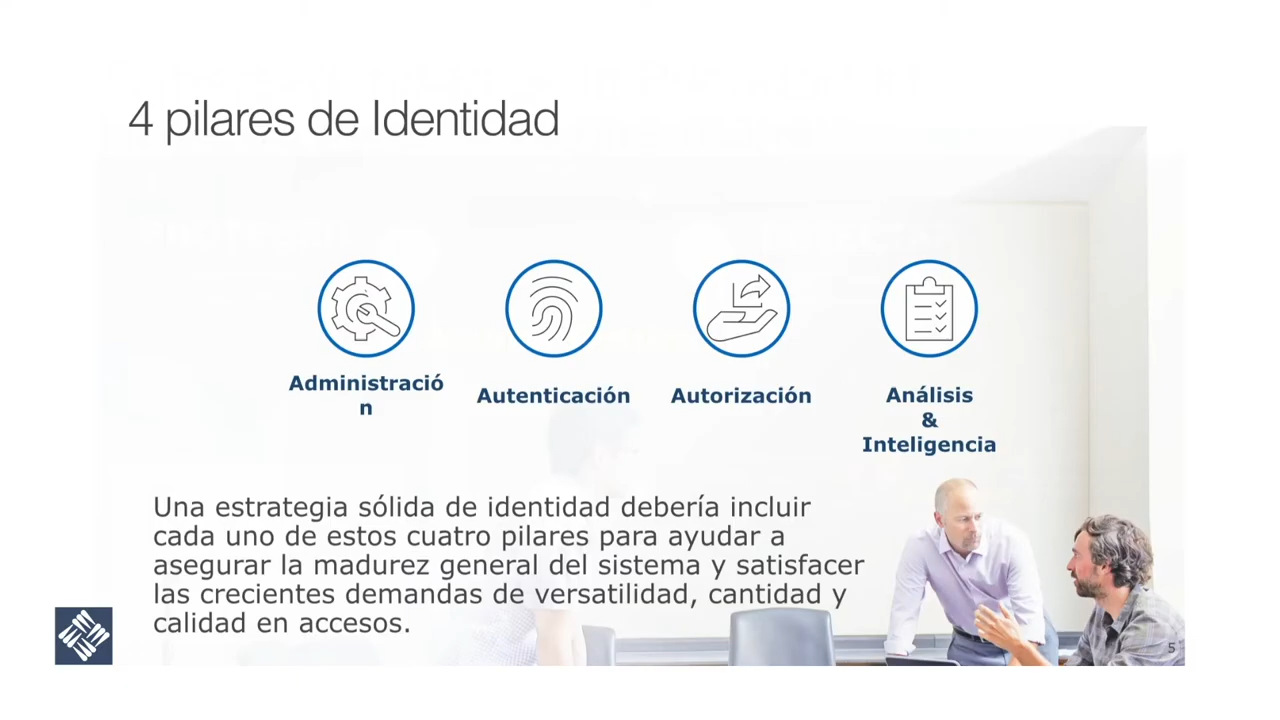 4 pilares de Identidad
Administració
n
Autenticación
Autorización
Análisis
&
Inteligencia
Una estrategia sólida de identidad debería incluir
cada uno de estos cuatro pilares para ayudar a
asegurar la madurez general del sistema y satisfacer
las crecientes demandas de versatilidad, cantidad y
calidad en accesos.
5